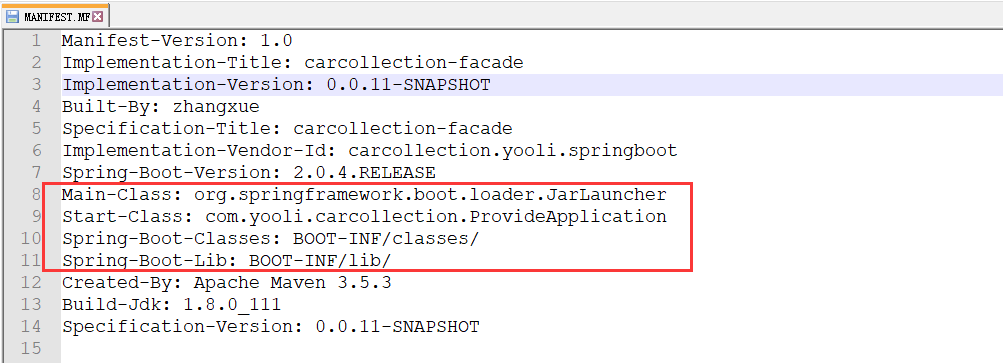 MANIFEST.MF
1 Manifest-Version: 1.0
2 Implementation-Title: carcollection-facade
3 Implementation-Version: 0.0.11-SNAPSHOT
4 Built-By: zhangxue
5 Specification-Title: carcollection-facade
6 Implementation-Vendor-Id: carcollection.yooli.springboot
7 Spring-Boot-Version: 2.0.4.RELEASE
8 Main-Class: org.springframework.boot.loader.JarLauncher
9 Start-Class: com.yooli.carcollection.ProvideApplication
10 Spring-Boot-Classes: BOOT-INF/classes/
11 Spring-Boot-Lib: BOOT-INF/lib/
12 Created-By: Apache Maven 3.5.3
13 Build-Jdk: 1.8.0_111
14 Specification-Version: 0.0.11-SNAPSHOT
15